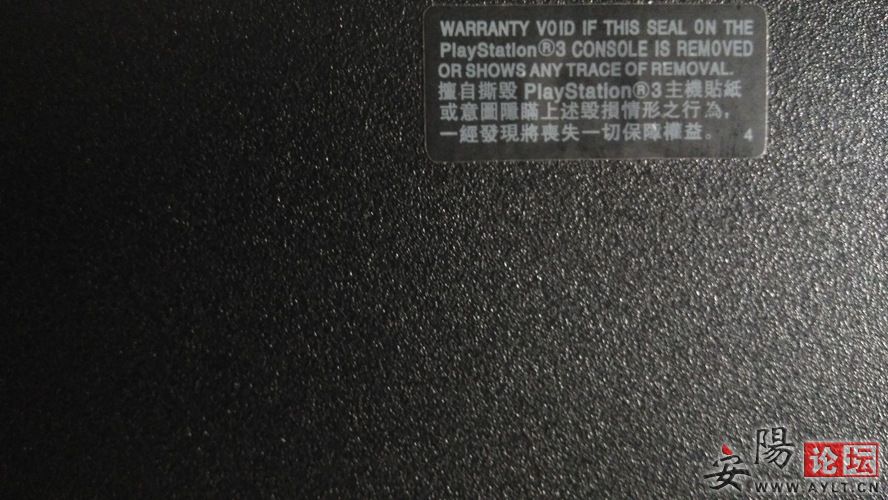 WARRANTY VOID IF THIS SEAL ON THE
PlayStation®3 CONSOLE IS REMOVED
OR SHOWS ANY TRACE OF REMOVAL.
擅自撕毀 PlayStation®3主機貼紙
或意圖隱瞞上述毀損情形之行為，
一經發現將喪失一切保障權益。 4
安陽论坛
WWW.AYLT.CN